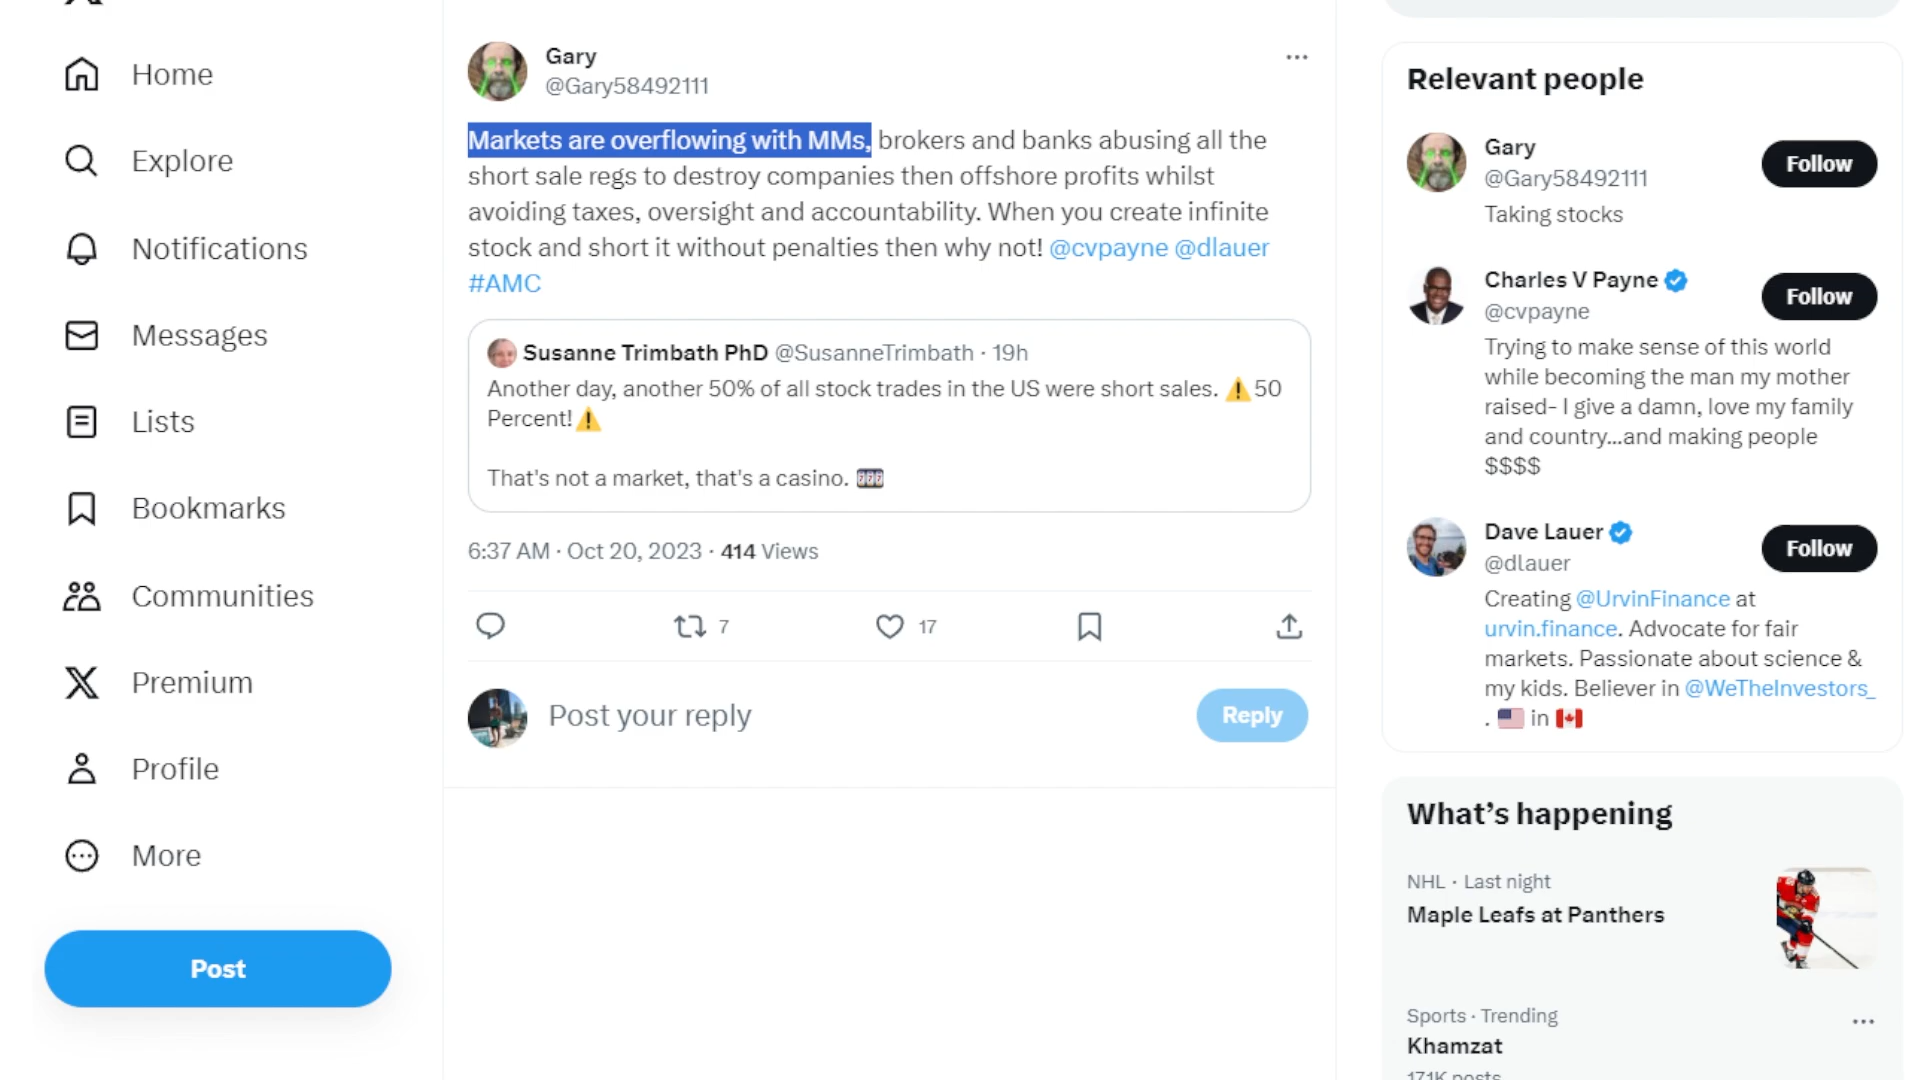 Home
Explore
Notifications
Messages
Lists
Bookmarks
Communities
Premium
Profile
More
Post
Gary
@Gary58492111
Markets are overflowing with MMs, brokers and banks abusing all the
short sale regs to destroy companies then offshore profits whilst
avoiding taxes, oversight and accountability. When you create infinite
stock and short it without penalties then why not! @cvpayne @dlauer
#AMC
Susanne Trimbath PhD @SusanneTrimbath · 19h
Another day, another 50% of all stock trades in the US were short sales. ⚠️50
Percent!⚠️
That's not a market, that's a casino. 🎰
6:37 AM · Oct 20, 2023 · 414 Views
7
17
Post your reply
Reply
Relevant people
Gary
@Gary58492111
Follow
Taking stocks
Charles V Payne
@cvpayne
Follow
Trying to make sense of this world
while becoming the man my mother
raised- I give a damn, love my family
and country...and making people
$$$$
Dave Lauer
@dlauer
Follow
Creating @UrvinFinance at
urvin.finance. Advocate for fair
markets. Passionate about science &
my kids. Believer in @WeTheInvestors_
. 🇺🇸 in 🇨🇦
What's happening
NHL · Last night
Maple Leafs at Panthers
Sports · Trending
Khamzat
171K posts